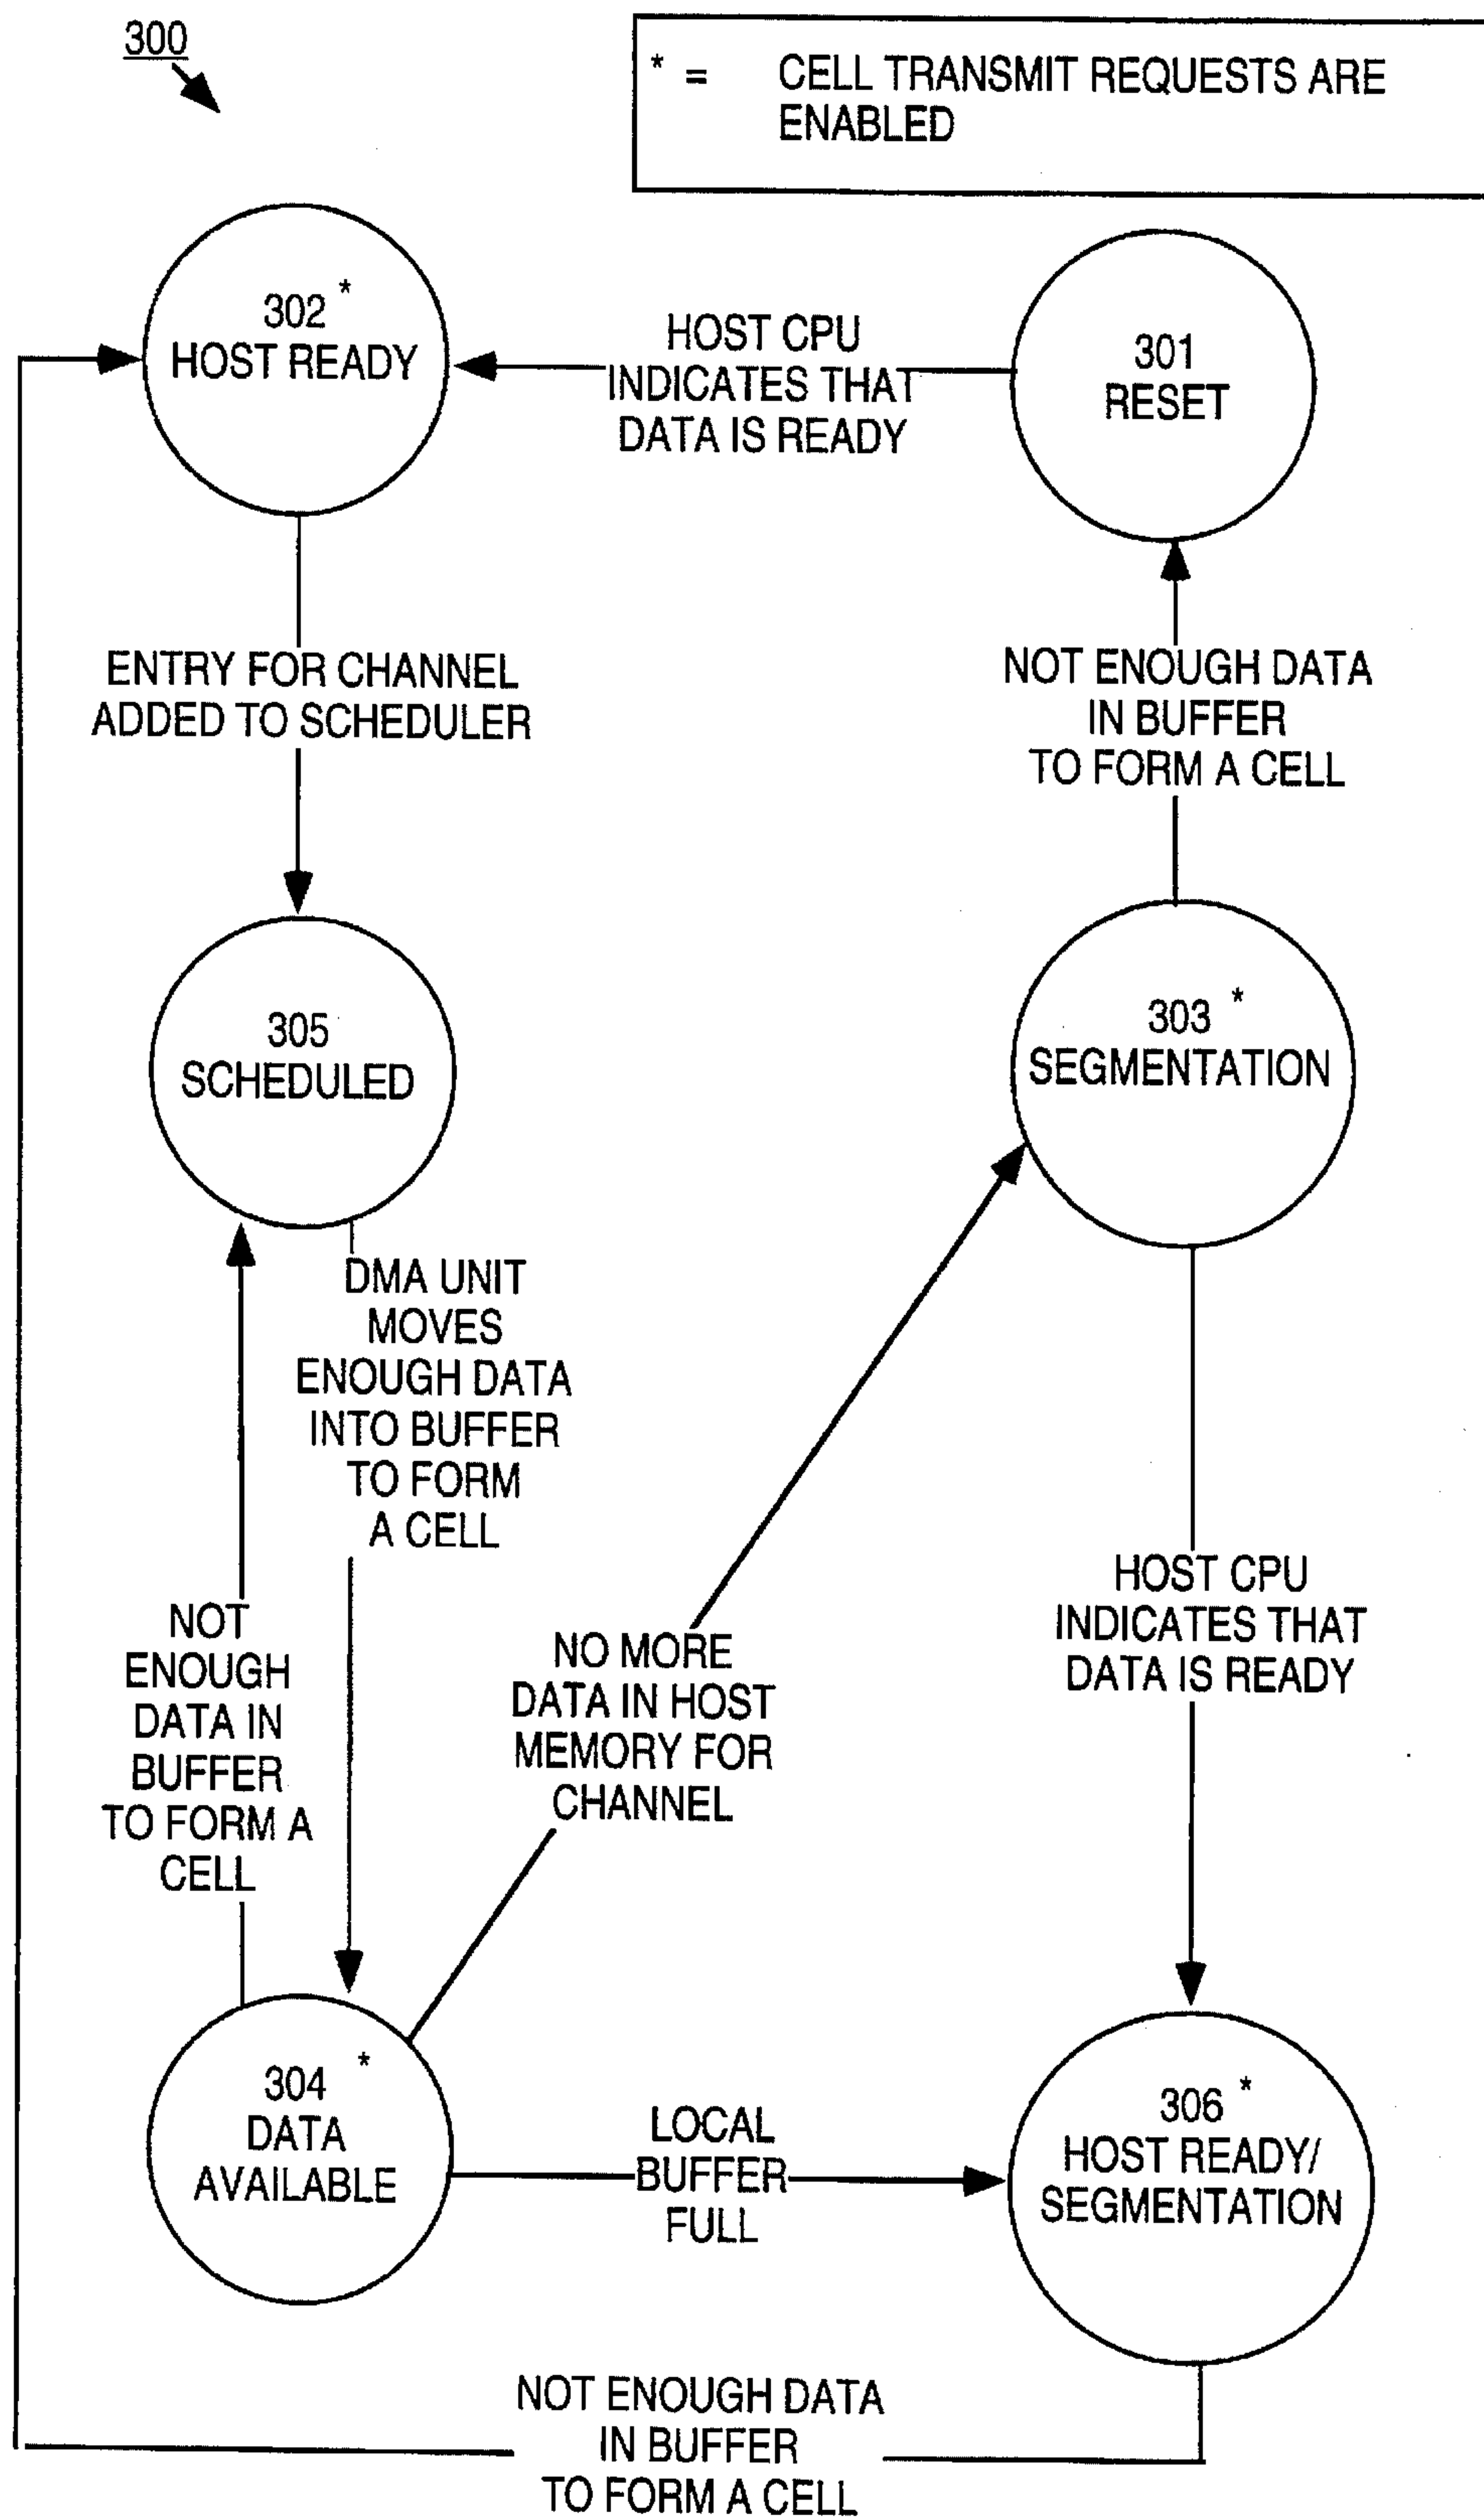 300
* = CELL TRANSMIT REQUESTS ARE
ENABLED
302 *
HOST READY
HOST CPU
INDICATES THAT
DATA IS READY
301
RESET
ENTRY FOR CHANNEL
ADDED TO SCHEDULER
NOT ENOUGH DATA
IN BUFFER
TO FORM A CELL
305
SCHEDULED
303 *
SEGMENTATION
DMA UNIT
MOVES
ENOUGH DATA
INTO BUFFER
TO FORM
A CELL
NOT
ENOUGH
DATA IN
BUFFER
TO FORM A
CELL
NO MORE
DATA IN HOST
MEMORY FOR
CHANNEL
HOST CPU
INDICATES THAT
DATA IS READY
304 *
DATA
AVAILABLE
LOCAL
BUFFER
FULL
306 *
HOST READY/
SEGMENTATION
NOT ENOUGH DATA
IN BUFFER
TO FORM A CELL